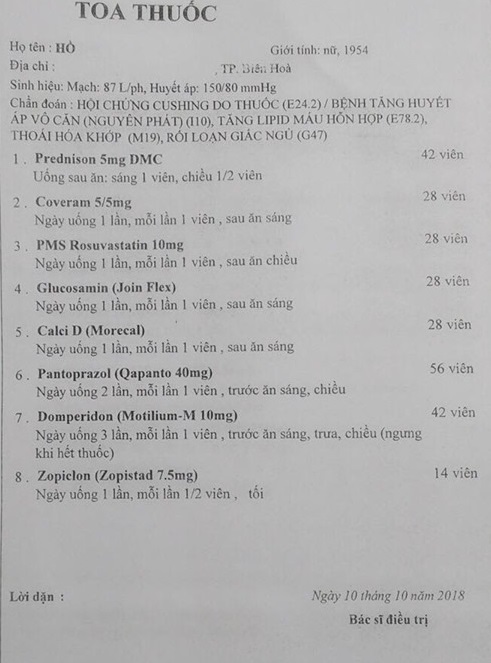 TOA THUỐC
Họ tên : HỒ Giới tính: nữ, 1954
Địa chỉ : , TP. Biên Hoà
Sinh hiệu: Mạch: 87 L/ph, Huyết áp: 150/80 mmHg
Chẩn đoán : HỘI CHỨNG CUSHING DO THUỐC (E24.2) / BỆNH TĂNG HUYẾT
ÁP VÔ CĂN (NGUYÊN PHÁT) (I10), TĂNG LIPID MÁU HỖN HỢP (E78.2),
THOÁI HÓA KHỚP (M19), RỐI LOẠN GIẤC NGỦ (G47)
1 . Prednison 5mg DMC 42 viên
Uống sau ăn: sáng 1 viên, chiều 1/2 viên
2 . Coveram 5/5mg 28 viên
Ngày uống 1 lần, mỗi lần 1 viên , sau ăn sáng
3 . PMS Rosuvastatin 10mg 28 viên
Ngày uống 1 lần, mỗi lần 1 viên , sau ăn chiều
4 . Glucosamin (Join Flex) 28 viên
Ngày uống 1 lần, mỗi lần 1 viên , sau ăn sáng
5 . Calci D (Morecal) 28 viên
Ngày uống 1 lần, mỗi lần 1 viên , sau ăn sáng
6 . Pantoprazol (Qapanto 40mg) 56 viên
Ngày uống 2 lần, mỗi lần 1 viên , trước ăn sáng, chiều
7 . Domperidon (Motilium-M 10mg) 42 viên
Ngày uống 3 lần, mỗi lần 1 viên , trước ăn sáng, trưa, chiều (ngưng
khi hết thuốc)
8 . Zopiclon (Zopistad 7.5mg) 14 viên
Ngày uống 1 lần, mỗi lần 1/2 viên , tối
Lời dặn :
Ngày 10 tháng 10 năm 2018
Bác sĩ điều trị